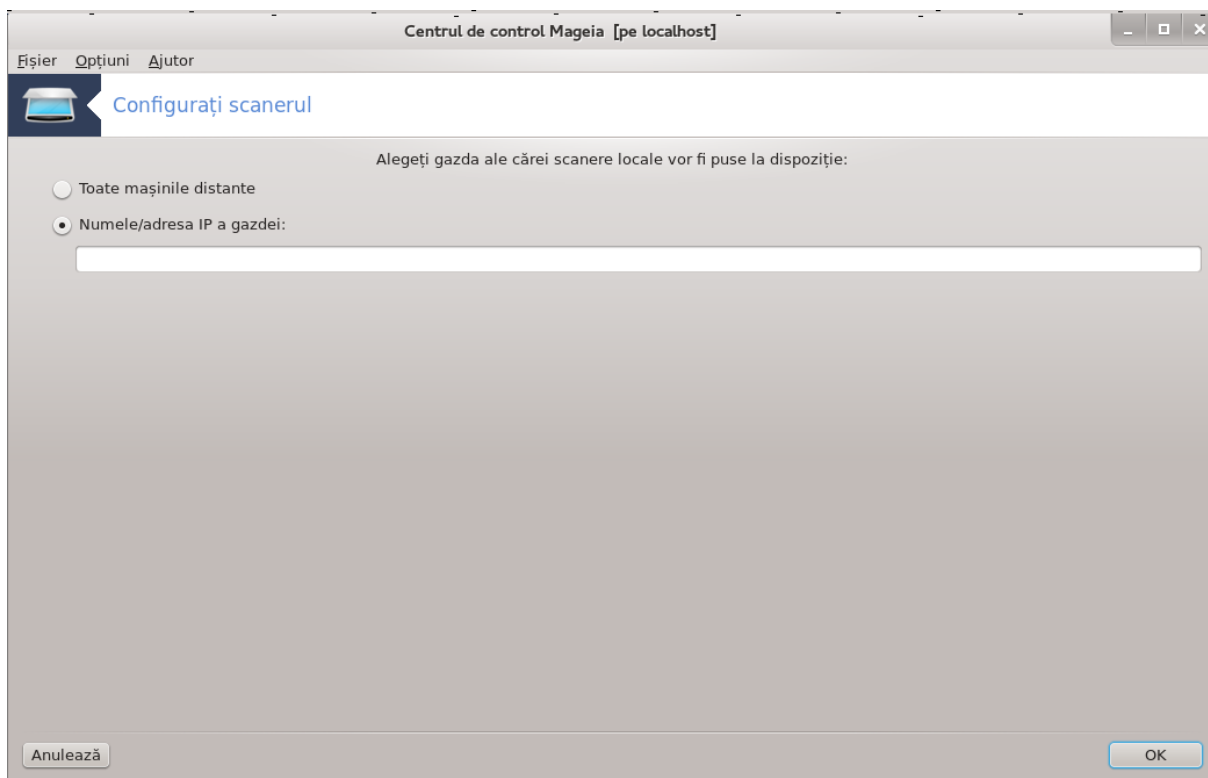 Centrul de control Mageia [pe localhost]
Fișier Opțiuni Ajutor
Configurați scanerul
Alegeți gazda ale cărei scanere locale vor fi puse la dispoziție:
Toate mașinile distante
Numele/adresa IP a gazdei:
Anulează OK